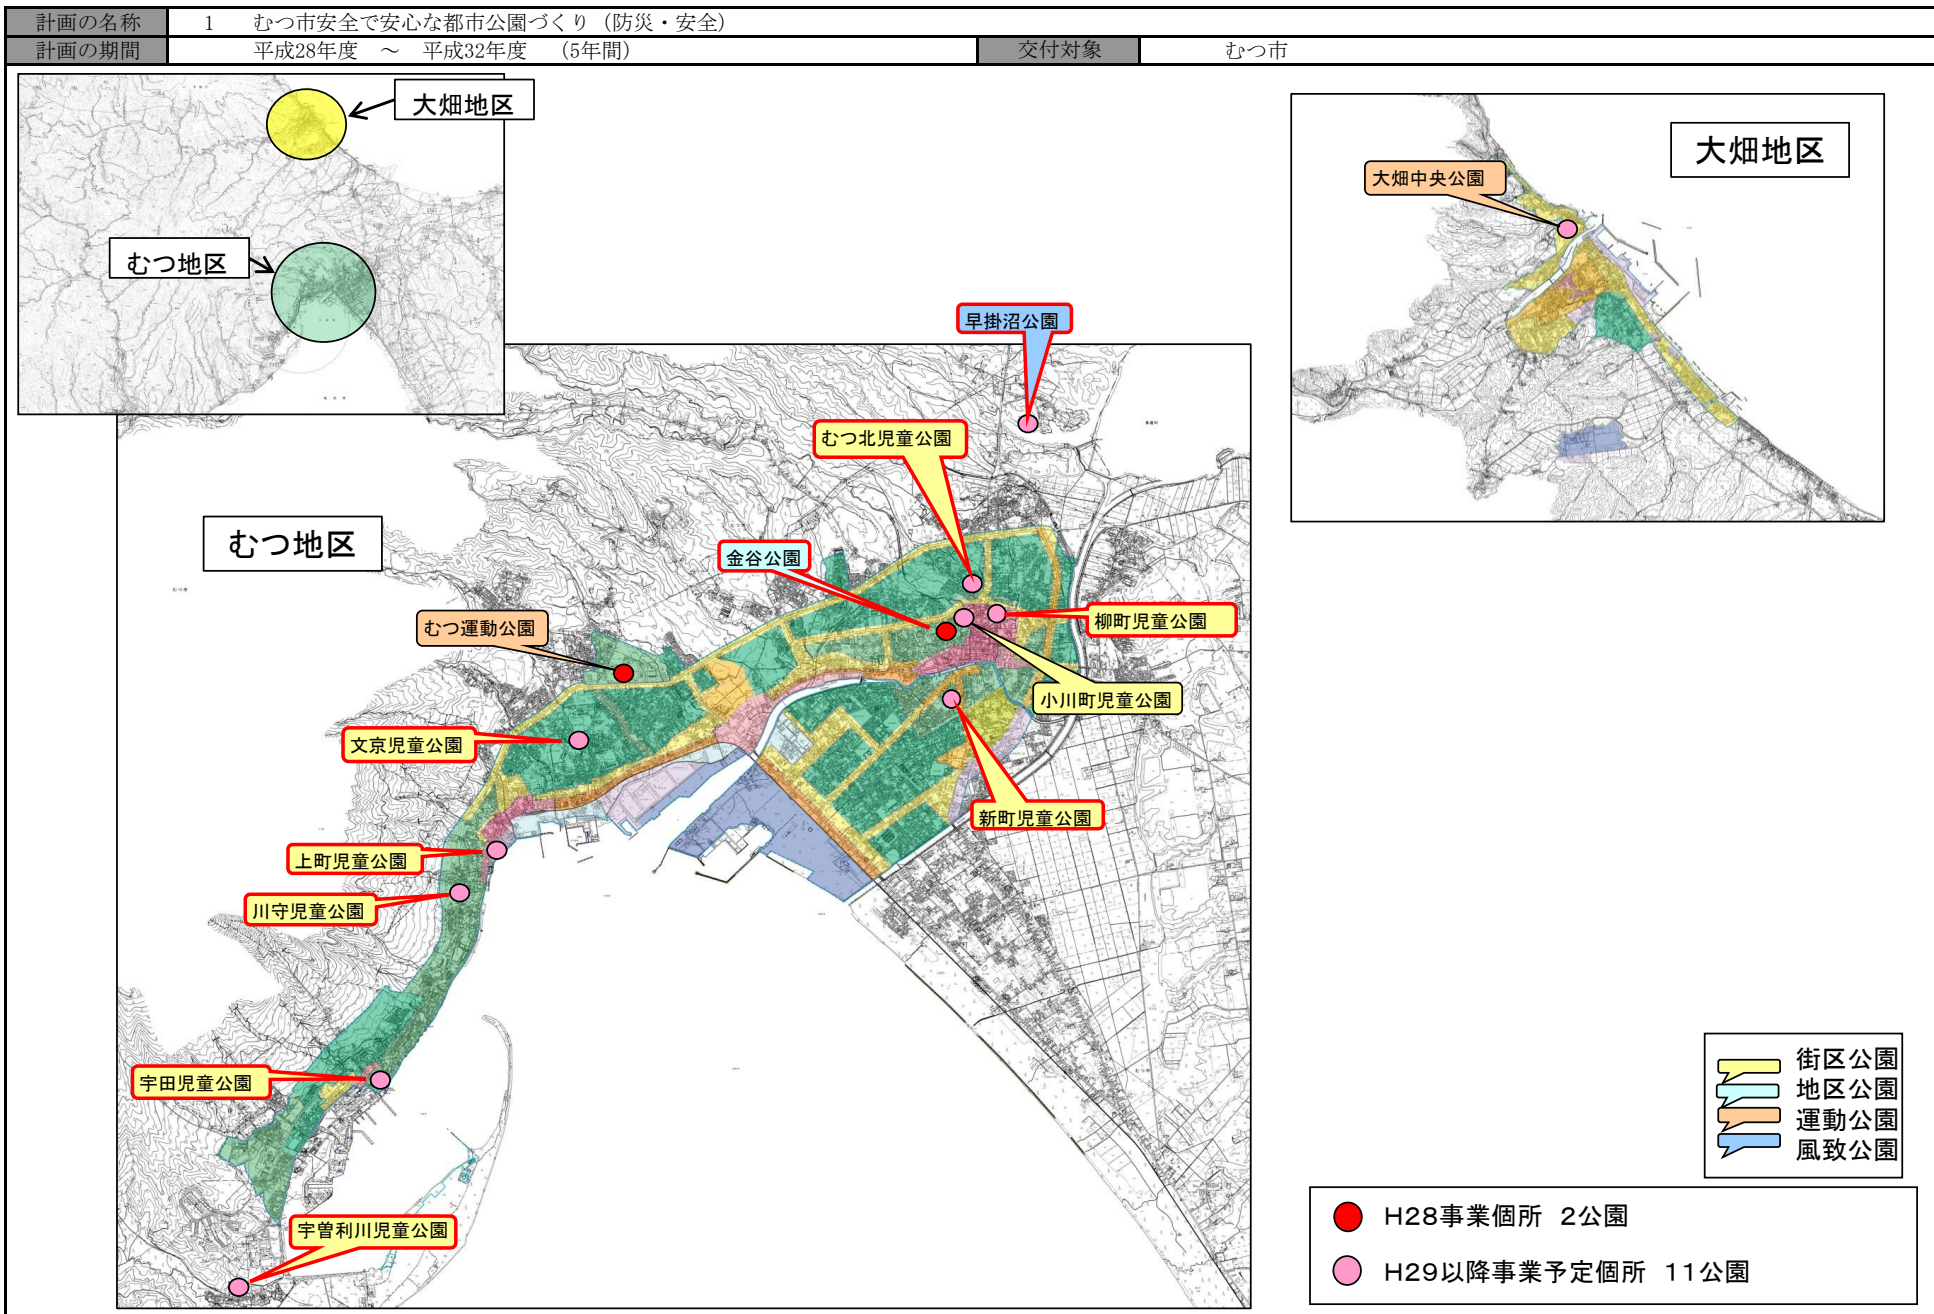 計画の名称 1 むつ市安全で安心な都市公園づくり（防災・安全）
計画の期間 平成28年度 ～ 平成32年度 （5年間） 交付対象 むつ市
大畑地区
むつ地区
大畑地区
大畑中央公園
早掛沼公園
むつ北児童公園
むつ地区
金谷公園
むつ運動公園
柳町児童公園
小川町児童公園
文京児童公園
新町児童公園
上町児童公園
川守児童公園
宇田児童公園
宇曽利川児童公園
街区公園
地区公園
運動公園
風致公園
H28事業個所 2公園
H29以降事業予定個所 11公園